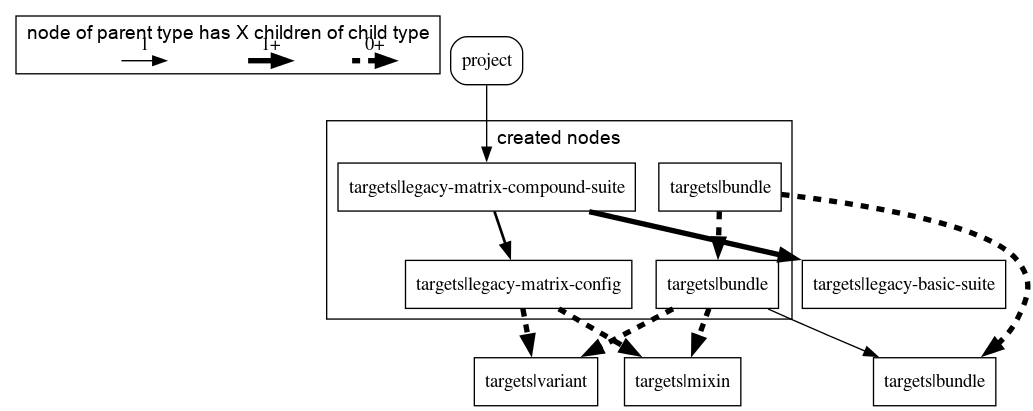 node of parent type has X children of child type
1
1+
0+
project
created nodes
targets|legacy-matrix-compound-suite
targets|bundle
targets|legacy-matrix-config
targets|bundle
targets|legacy-basic-suite
targets|variant
targets|mixin
targets|bundle